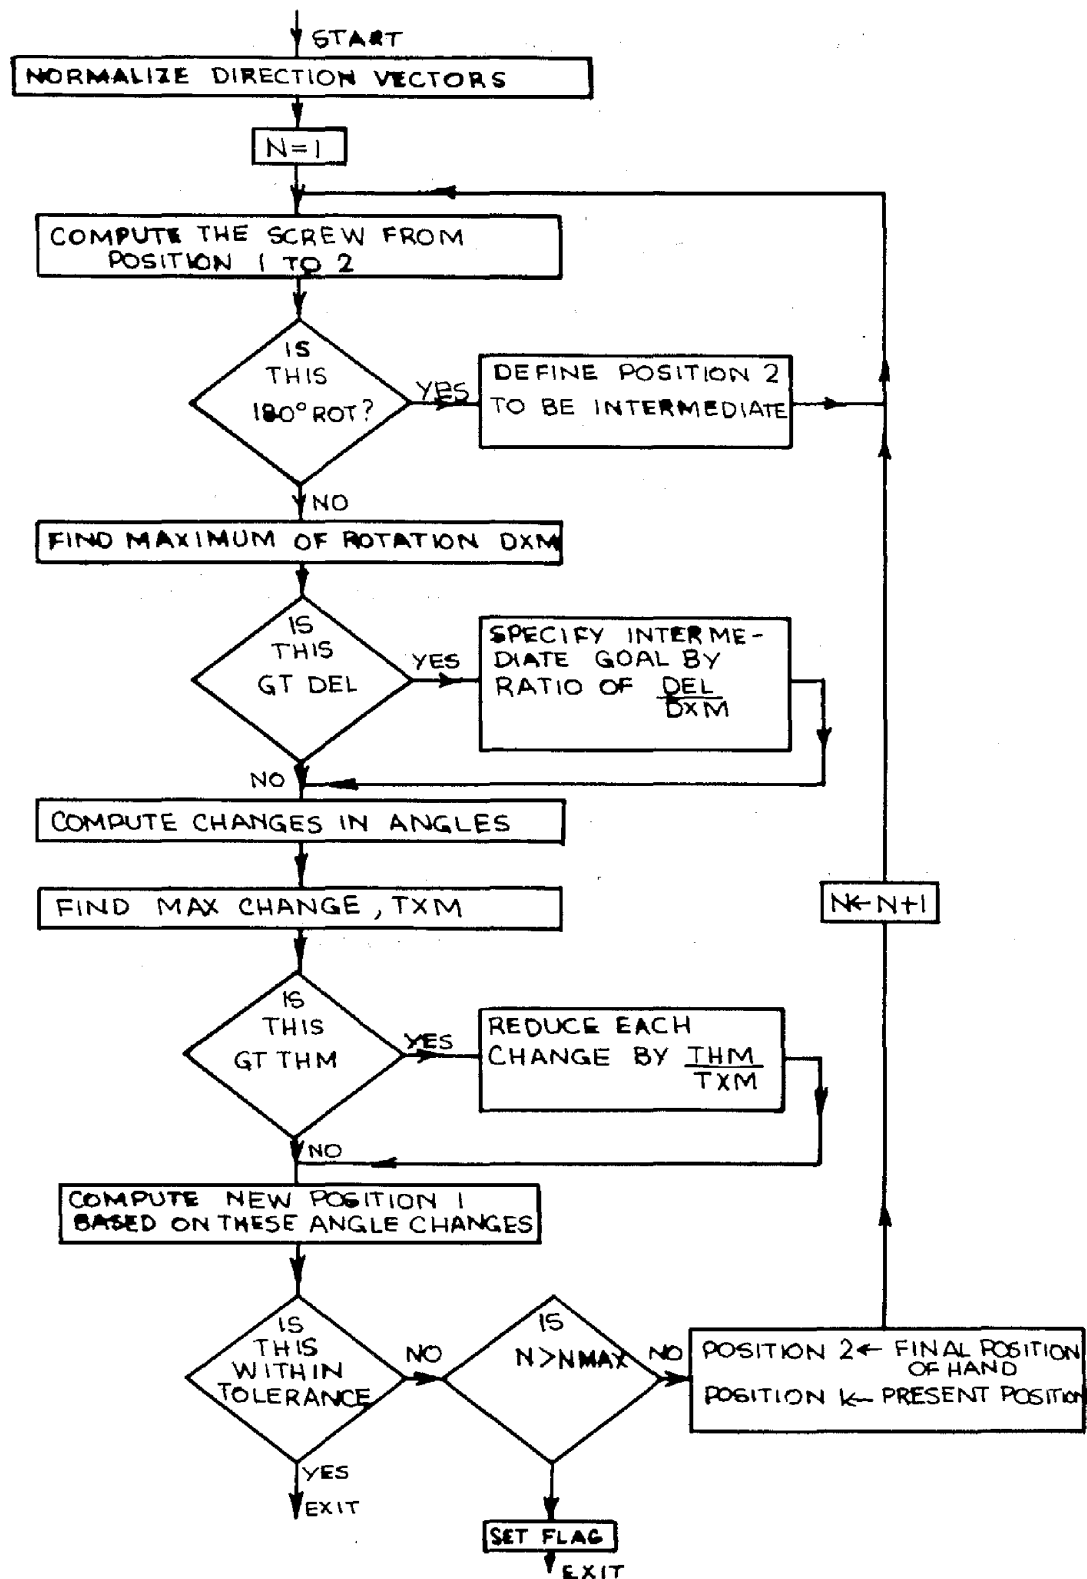 START
NORMALIZE DIRECTION VECTORS
N=1
COMPUTE THE SCREW FROM
POSITION 1 TO 2
IS
THIS
180° ROT?
YES
DEFINE POSITION 2
TO BE INTERMEDIATE
NO
FIND MAXIMUM OF ROTATION DXM
IS
THIS
GT DEL
YES
SPECIFY INTERME-
DIATE GOAL BY
RATIO OF DEL
DXM
NO
COMPUTE CHANGES IN ANGLES
FIND MAX CHANGE, TXM
N←N+1
IS
THIS
GT THM
YES
REDUCE EACH
CHANGE BY THM
TXM
NO
COMPUTE NEW POSITION 1
BASED ON THESE ANGLE CHANGES
IS
THIS
WITHIN
TOLERANCE
NO
IS
N>NMAX
NO
POSITION 2← FINAL POSITION
OF HAND
POSITION 1← PRESENT POSITION
YES
EXIT
SET FLAG
EXIT